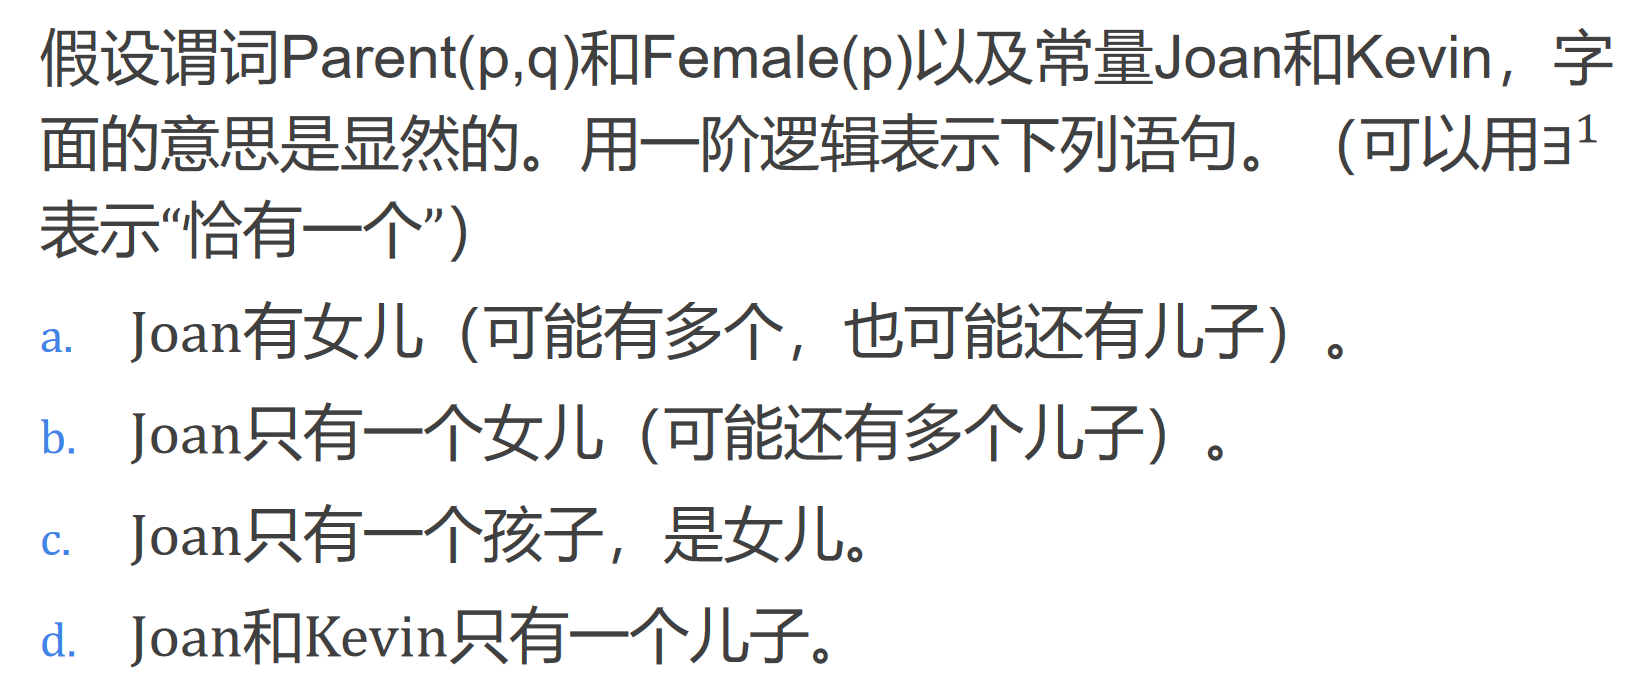 假设谓词Parent(p,q)和Female(p)以及常量Joan和Kevin，字
面的意思是显然的。用一阶逻辑表示下列语句。（可以用∃¹
表示“恰有一个”）
a. Joan有女儿（可能有多个，也可能还有儿子）。
b. Joan只有一个女儿（可能还有多个儿子）。
c. Joan只有一个孩子，是女儿。
d. Joan和Kevin只有一个儿子。